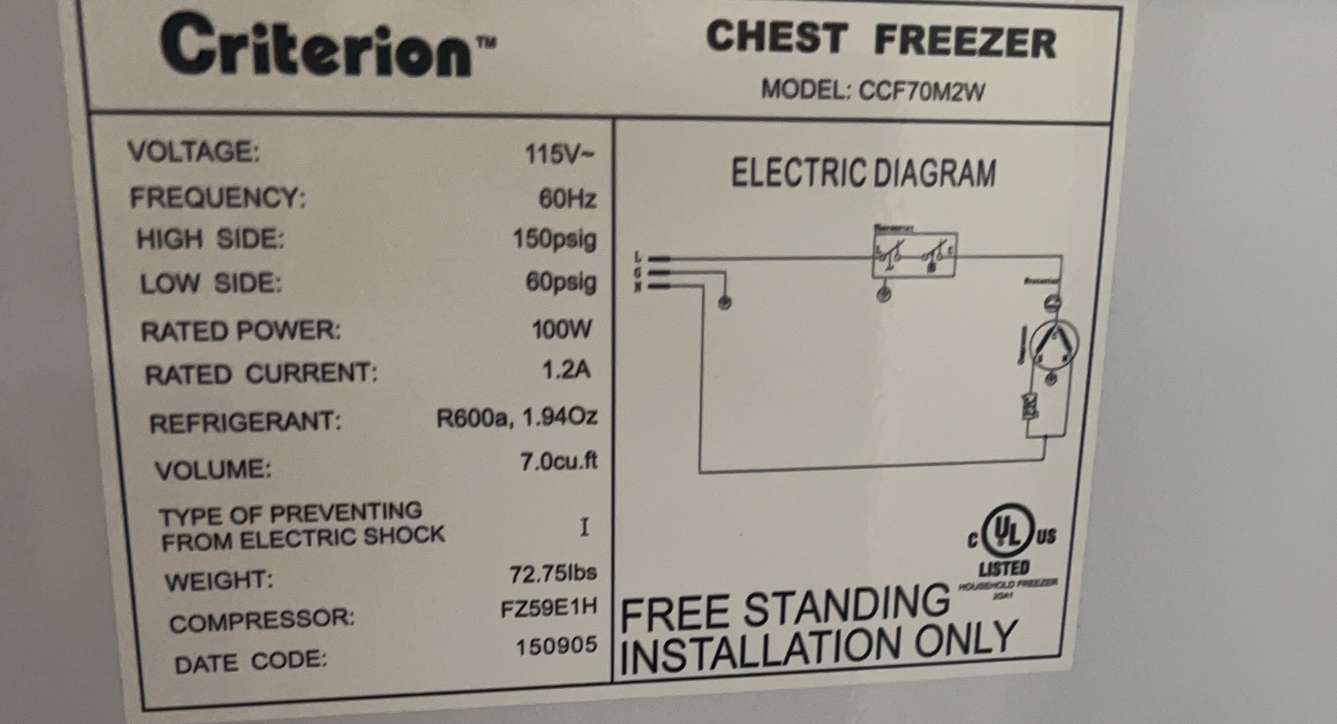 Criterion™
CHEST FREEZER
MODEL: CCF70M2W
VOLTAGE: 115V~
FREQUENCY: 60Hz
HIGH SIDE: 150psig
LOW SIDE: 60psig
RATED POWER: 100W
RATED CURRENT: 1.2A
REFRIGERANT: R600a, 1.94Oz
VOLUME: 7.0cu.ft
TYPE OF PREVENTING
FROM ELECTRIC SHOCK I
WEIGHT: 72.75lbs
COMPRESSOR: FZ59E1H
DATE CODE: 150905
ELECTRIC DIAGRAM
Thermostat
L
G
N
C UL US
LISTED
HOUSEHOLD FREEZER
FREE STANDING
INSTALLATION ONLY